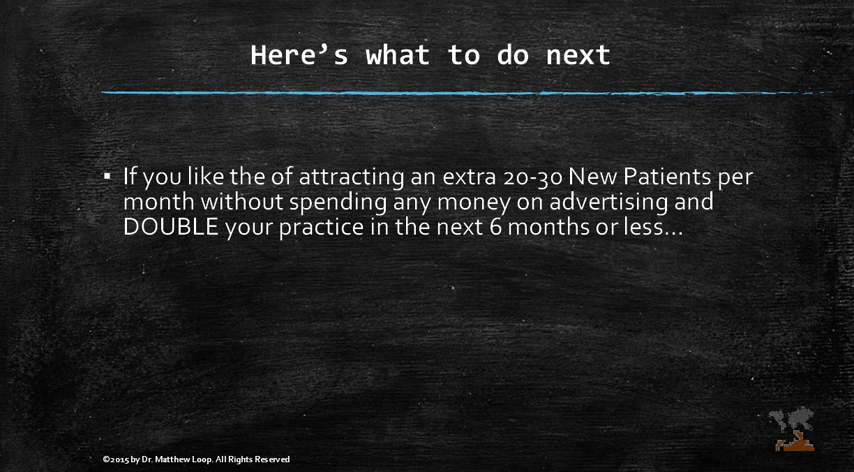 Here’s what to do next
▪ If you like the of attracting an extra 20-30 New Patients per
month without spending any money on advertising and
DOUBLE your practice in the next 6 months or less…
©2015 by Dr. Matthew Loop. All Rights Reserved